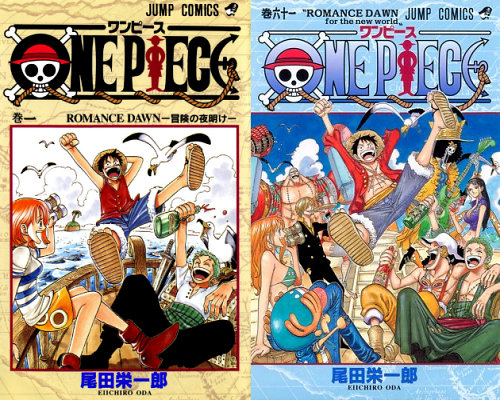 JUMP COMICS
ワンピース
ONE PIECE
巻一 ROMANCE DAWN—冒険の夜明け—
尾田栄一郎
EIICHIRO ODA
巻六十一 "ROMANCE DAWN
for the new world"
JUMP COMICS
ワンピース
ONE PIECE
尾田栄一郎
EIICHIRO ODA